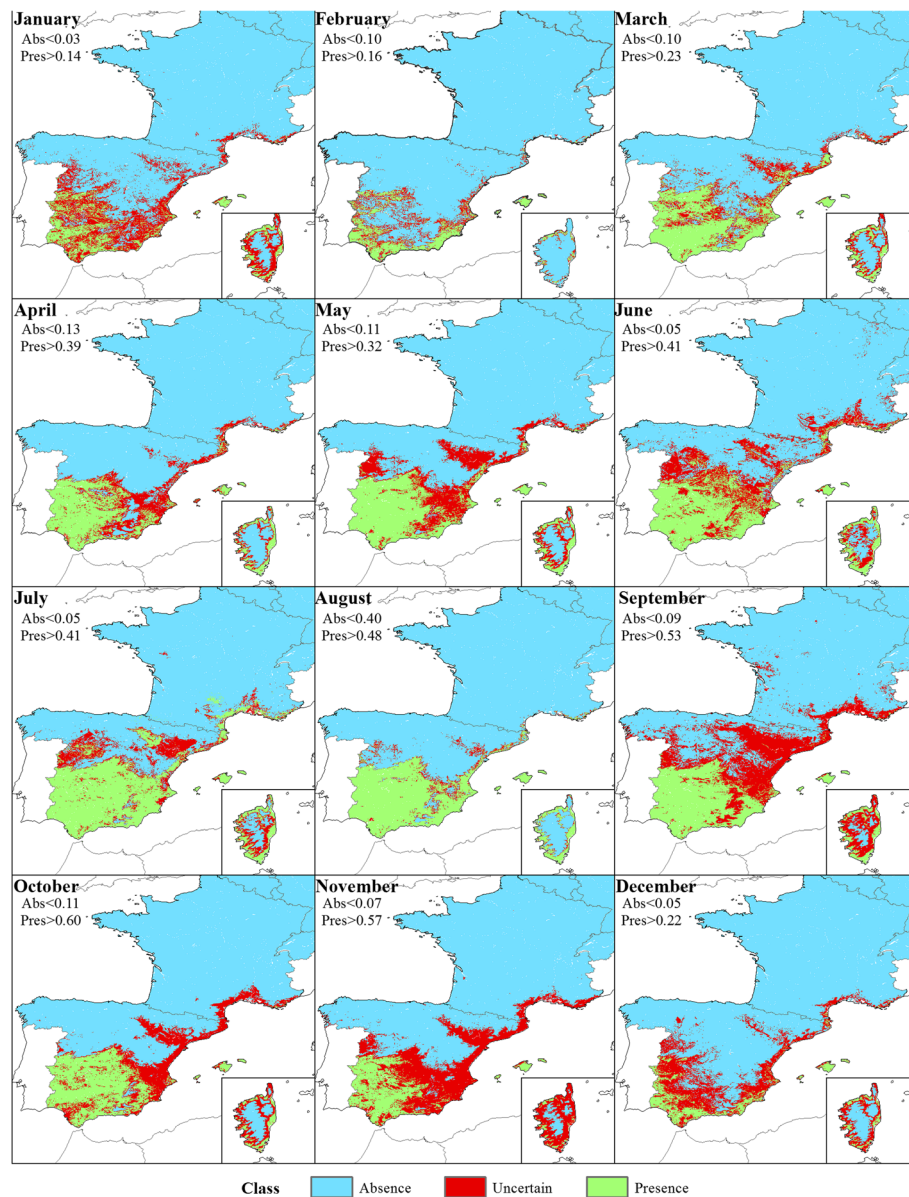 January
Abs<0.03
Pres>0.14
February
Abs<0.10
Pres>0.16
March
Abs<0.10
Pres>0.23
April
Abs<0.13
Pres>0.39
May
Abs<0.11
Pres>0.32
June
Abs<0.05
Pres>0.41
July
Abs<0.05
Pres>0.41
August
Abs<0.40
Pres>0.48
September
Abs<0.09
Pres>0.53
October
Abs<0.11
Pres>0.60
November
Abs<0.07
Pres>0.57
December
Abs<0.05
Pres>0.22
Class Absence Uncertain Presence